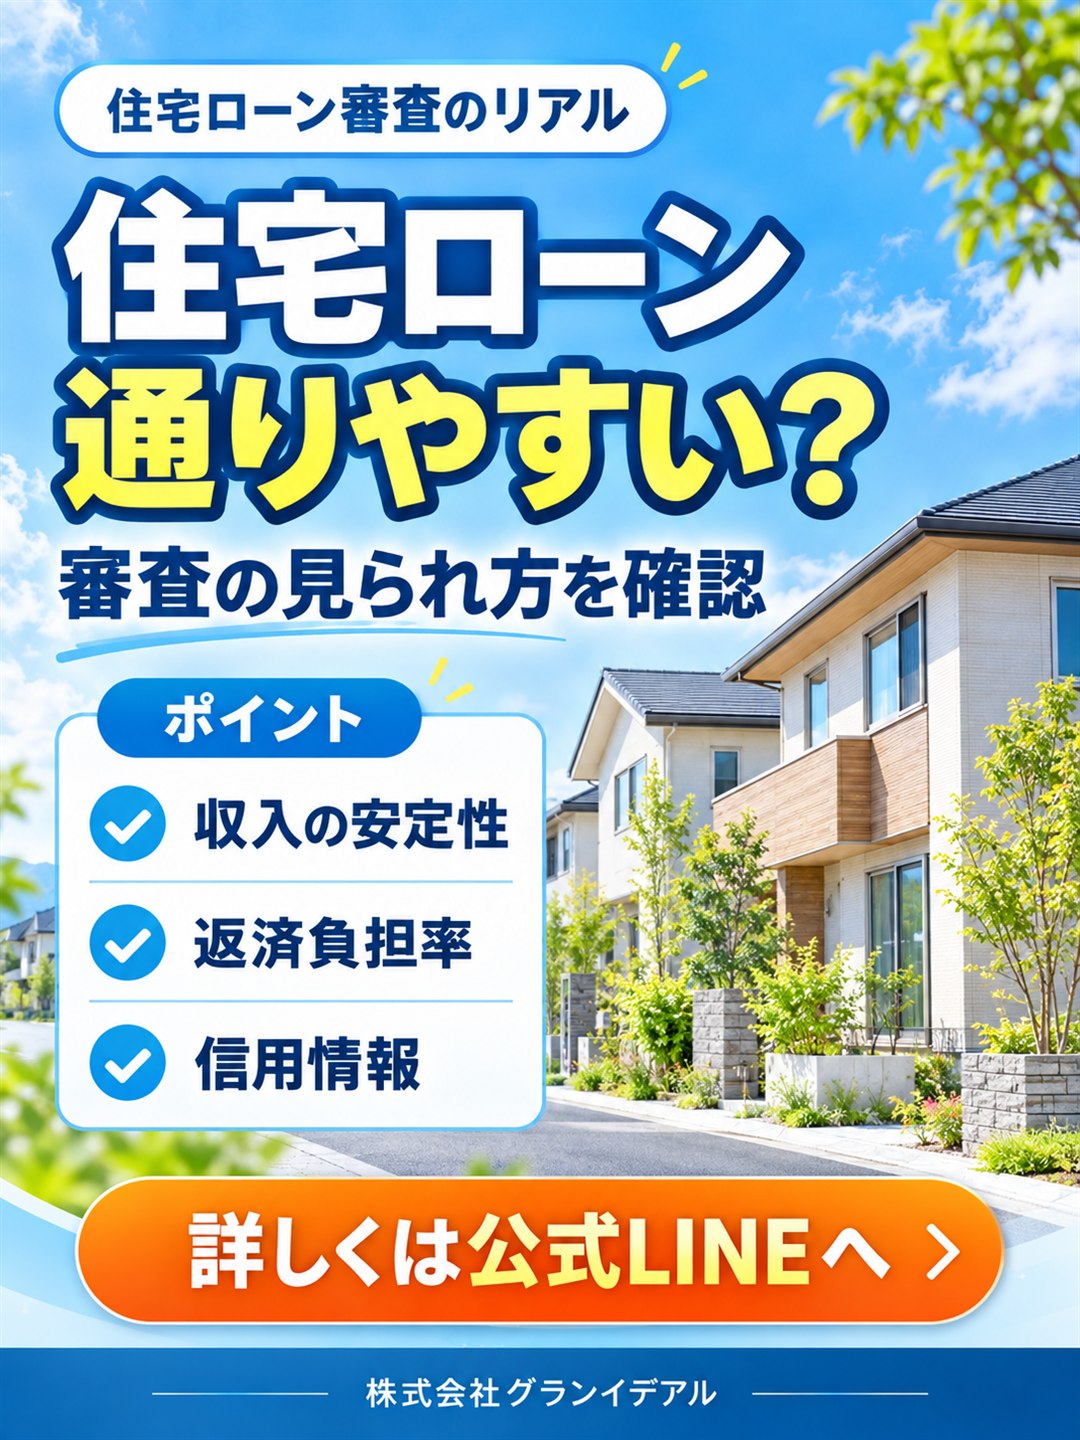 住宅ローン審査のリアル
住宅ローン
通りやすい?
審査の見られ方を確認
ポイント
収入の安定性
返済負担率
信用情報
詳しくは公式LINEへ
株式会社グランイデアル